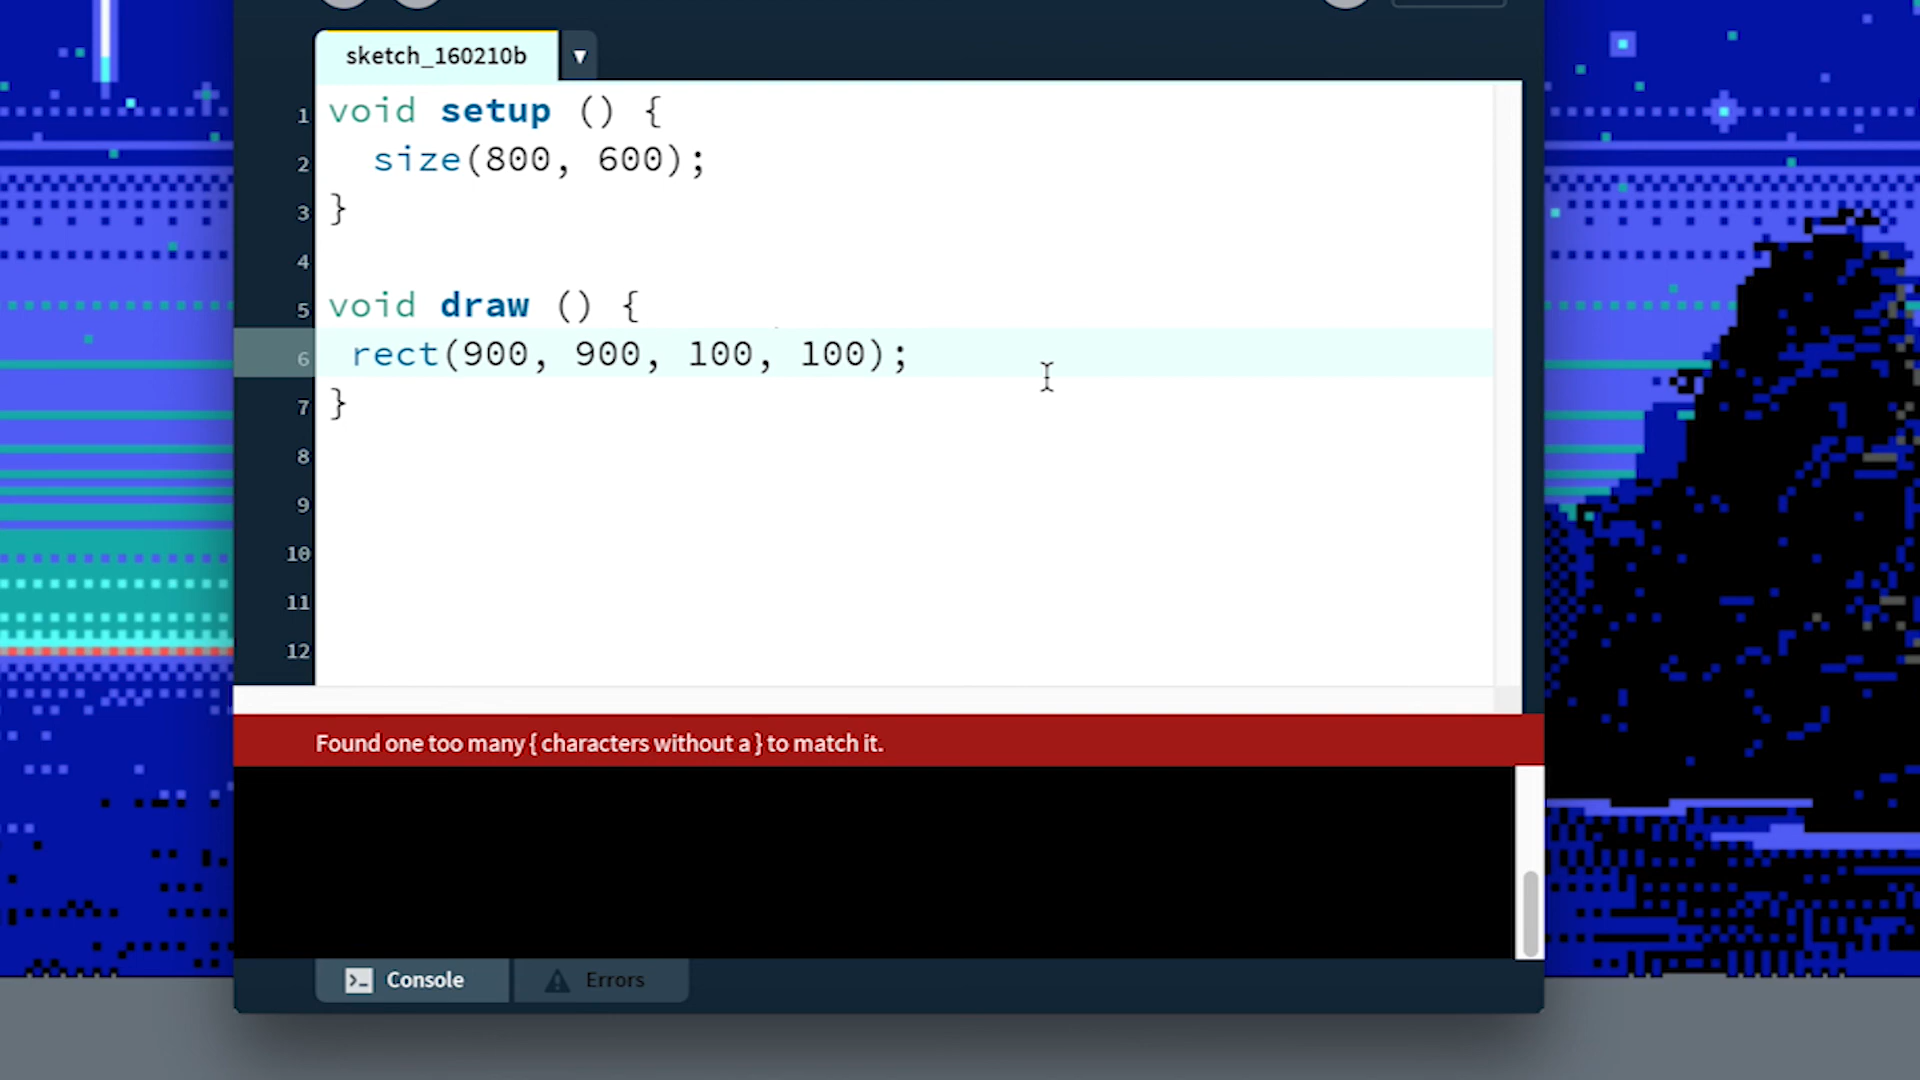 sketch_160210b ▼
1 void setup () {
2 size(800, 600);
3 }
4
5 void draw () {
6 rect(900, 900, 100, 100);
7 }
8
9
10
11
12
Found one too many { characters without a } to match it.
>_ Console Errors